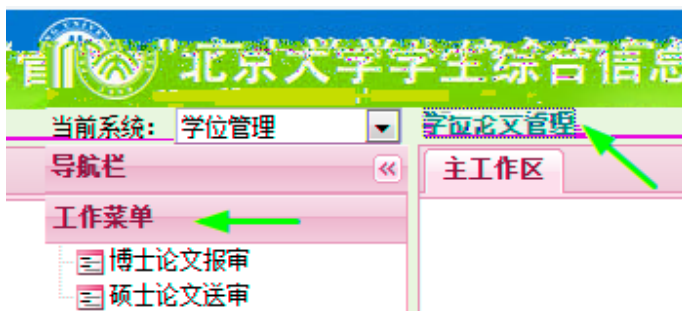 北京大学学生综合信息
当前系统: 学位管理 学位论文管理
导航栏 主工作区
工作菜单
博士论文报审
硕士论文送审